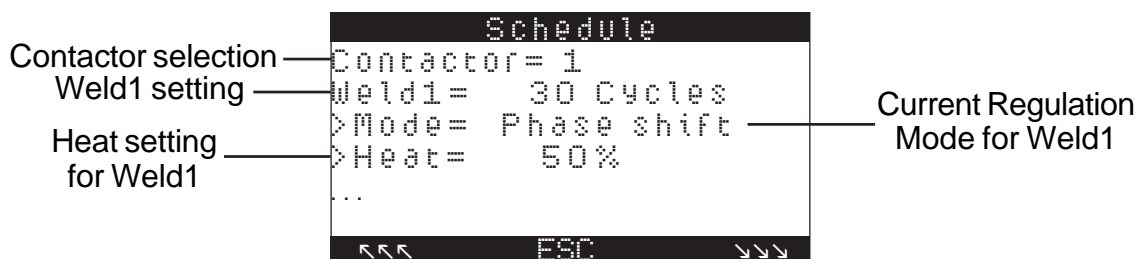 Schedule
Contactor selection
Contactor= 1
Weld1 setting
Weld1= 30 Cycles
>Mode= Phase shift
Current Regulation
Mode for Weld1
Heat setting
for Weld1
>Heat= 50%
...
↖↖↖ ESC ↘↘↘